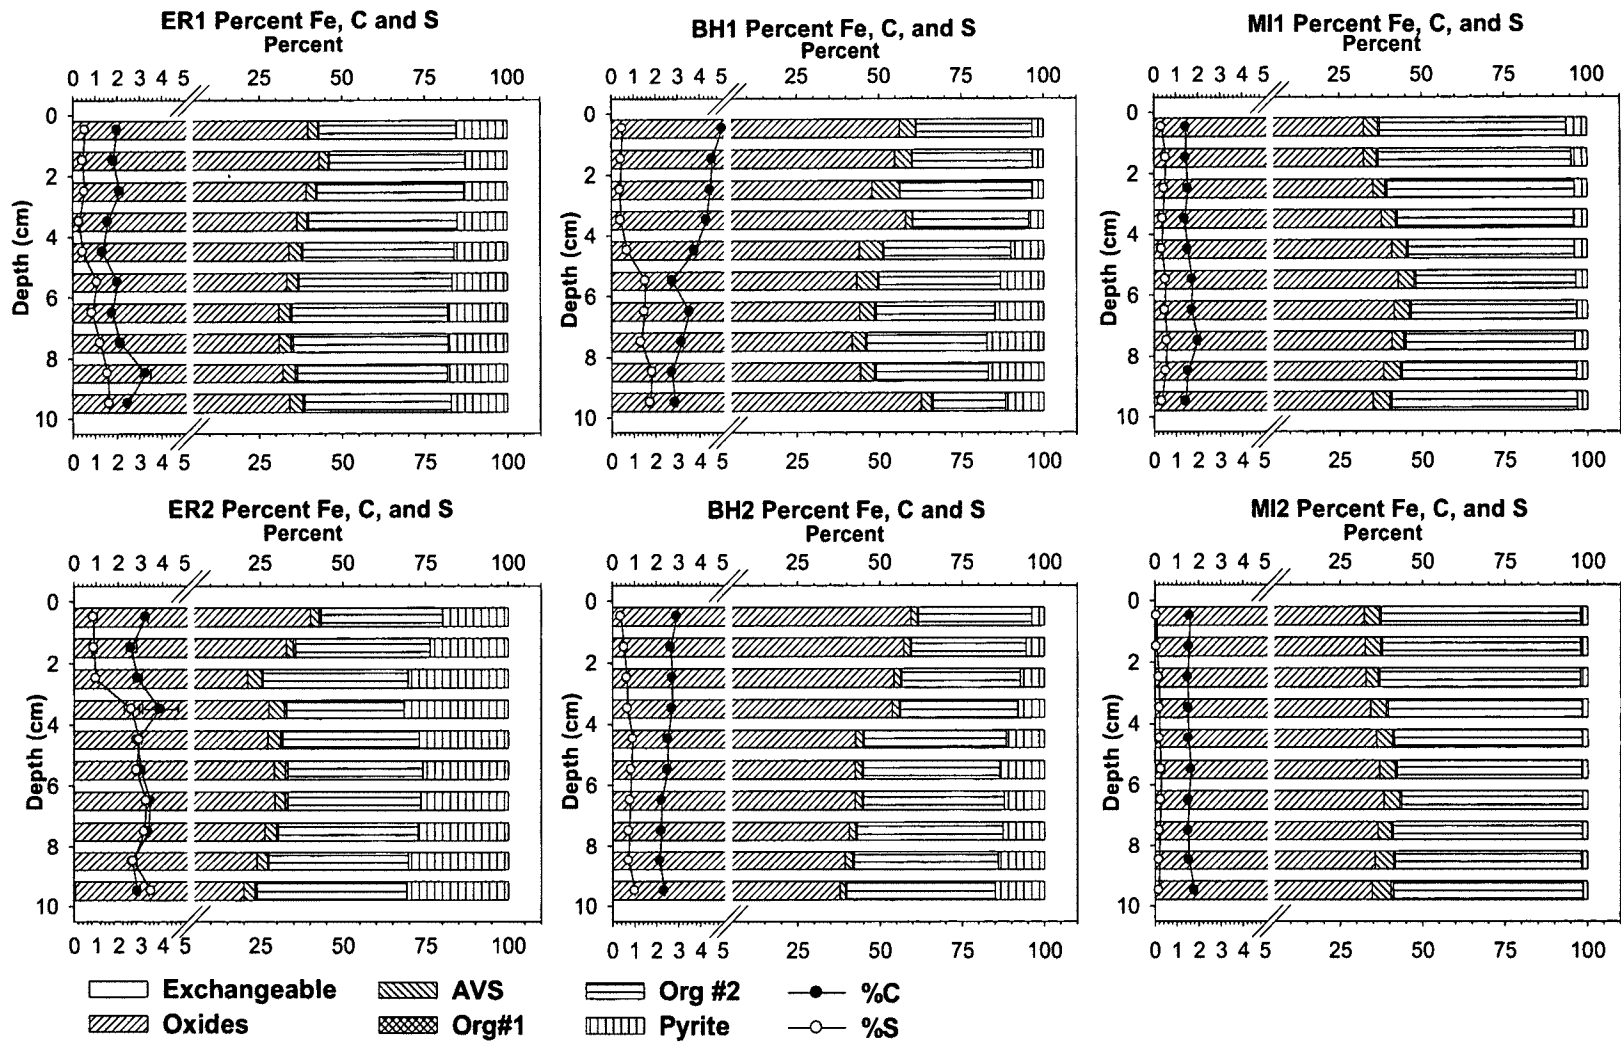 ER1 Percent Fe, C and S
Percent
0 1 2 3 4 5 25 50 75 100
Depth (cm)
0
2
4
6
8
10
0 1 2 3 4 5 25 50 75 100
BH1 Percent Fe, C, and S
Percent
0 1 2 3 4 5 25 50 75 100
Depth (cm)
0
2
4
6
8
10
0 1 2 3 4 5 25 50 75 100
MI1 Percent Fe, C, and S
Percent
0 1 2 3 4 5 25 50 75 100
Depth (cm)
0
2
4
6
8
10
0 1 2 3 4 5 25 50 75 100
ER2 Percent Fe, C, and S
Percent
0 1 2 3 4 5 25 50 75 100
Depth (cm)
0
2
4
6
8
10
0 1 2 3 4 5 25 50 75 100
BH2 Percent Fe, C and S
Percent
0 1 2 3 4 5 25 50 75 100
Depth (cm)
0
2
4
6
8
10
0 1 2 3 4 5 25 50 75 100
MI2 Percent Fe, C, and S
Percent
0 1 2 3 4 5 25 50 75 100
Depth (cm)
0
2
4
6
8
10
0 1 2 3 4 5 25 50 75 100
Exchangeable AVS Org #2 %C
Oxides Org#1 Pyrite %S